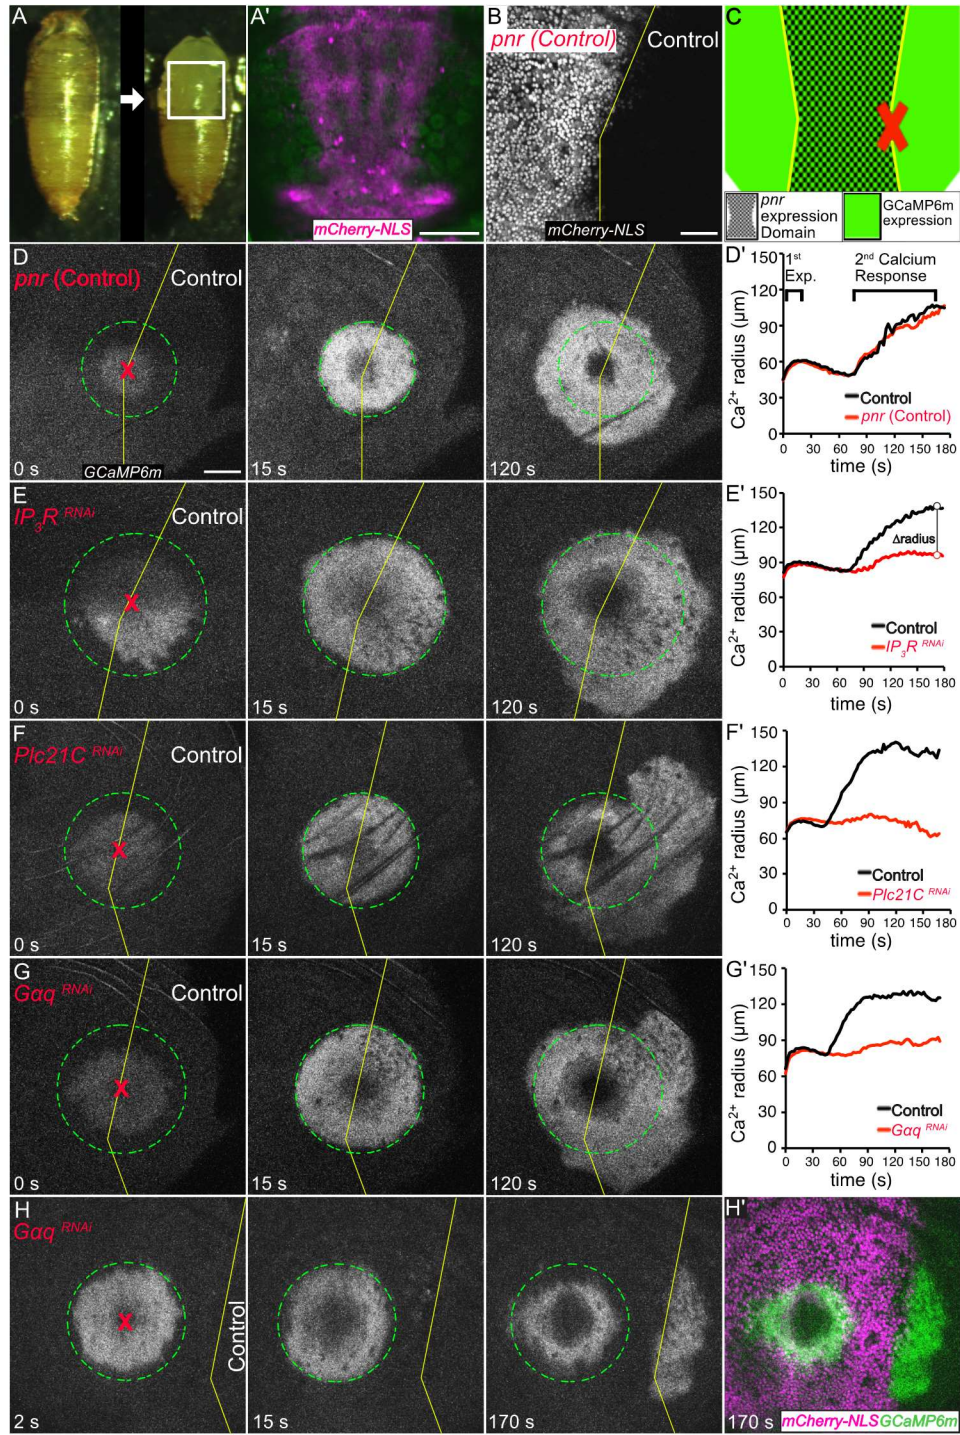 A
A'
mCherry-NLS
B
pnr (Control)
Control
mCherry-NLS
C
pnr
expression
Domain
GCaMP6m
expression
D
pnr (Control)
Control
0 s
GCaMP6m
15 s
120 s
D'
1st
Exp.
2nd Calcium
Response
150
120
90
60
30
0
Ca2+ radius (µm)
Control
pnr (Control)
0 30 60 90 120 150 180
time (s)
E
IP3R RNAi
Control
0 s
15 s
120 s
E'
150
120
90
60
30
0
Ca2+ radius (µm)
Δradius
Control
IP3R RNAi
0 30 60 90 120 150 180
time (s)
F
Plc21C RNAi
Control
0 s
15 s
120 s
F'
150
120
90
60
30
0
Ca2+ radius (µm)
Control
Plc21C RNAi
0 30 60 90 120 150 180
time (s)
G
Gαq RNAi
Control
0 s
15 s
120 s
G'
150
120
90
60
30
0
Ca2+ radius (µm)
Control
Gαq RNAi
0 30 60 90 120 150 180
time (s)
H
Gαq RNAi
Control
2 s
15 s
170 s
H'
170 s
mCherry-NLSGCaMP6m